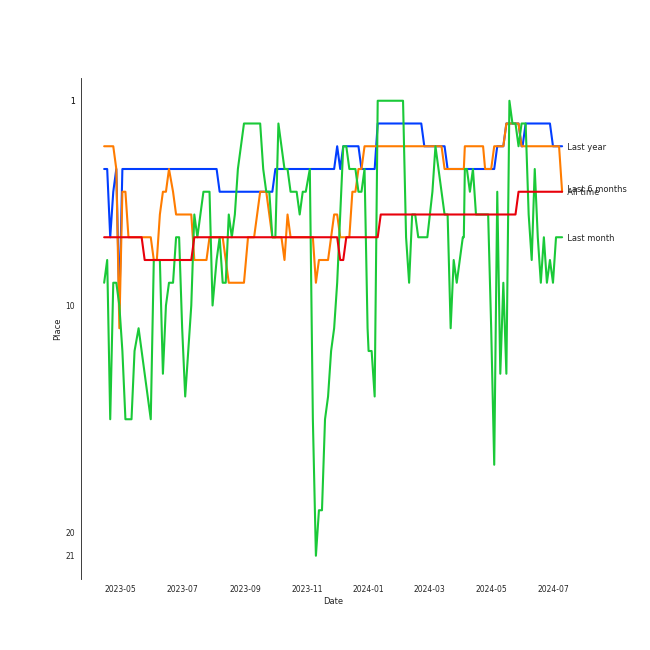 1
10
20
21
Place
2023-05 2023-07 2023-09 2023-11 2024-01 2024-03 2024-05 2024-07
Date
Last year
Last 6 months
All time
Last month